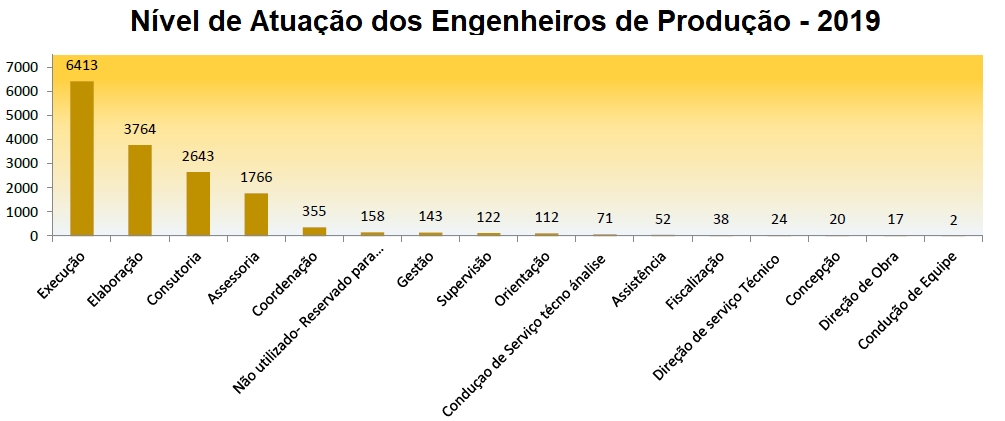 Nível de Atuação dos Engenheiros de Produção - 2019
7000
6000
5000
4000
3000
2000
1000
0
6413
3764
2643
1766
355
158
143
122
112
71
52
38
24
20
17
2
Execução
Elaboração
Consutoria
Assessoria
Coordenação
Não utilizado- Reservado para...
Gestão
Supervisão
Orientação
Conduçao de Serviço técno ánalise
Assistência
Fiscalização
Direção de serviço Técnico
Concepção
Direção de Obra
Condução de Equipe